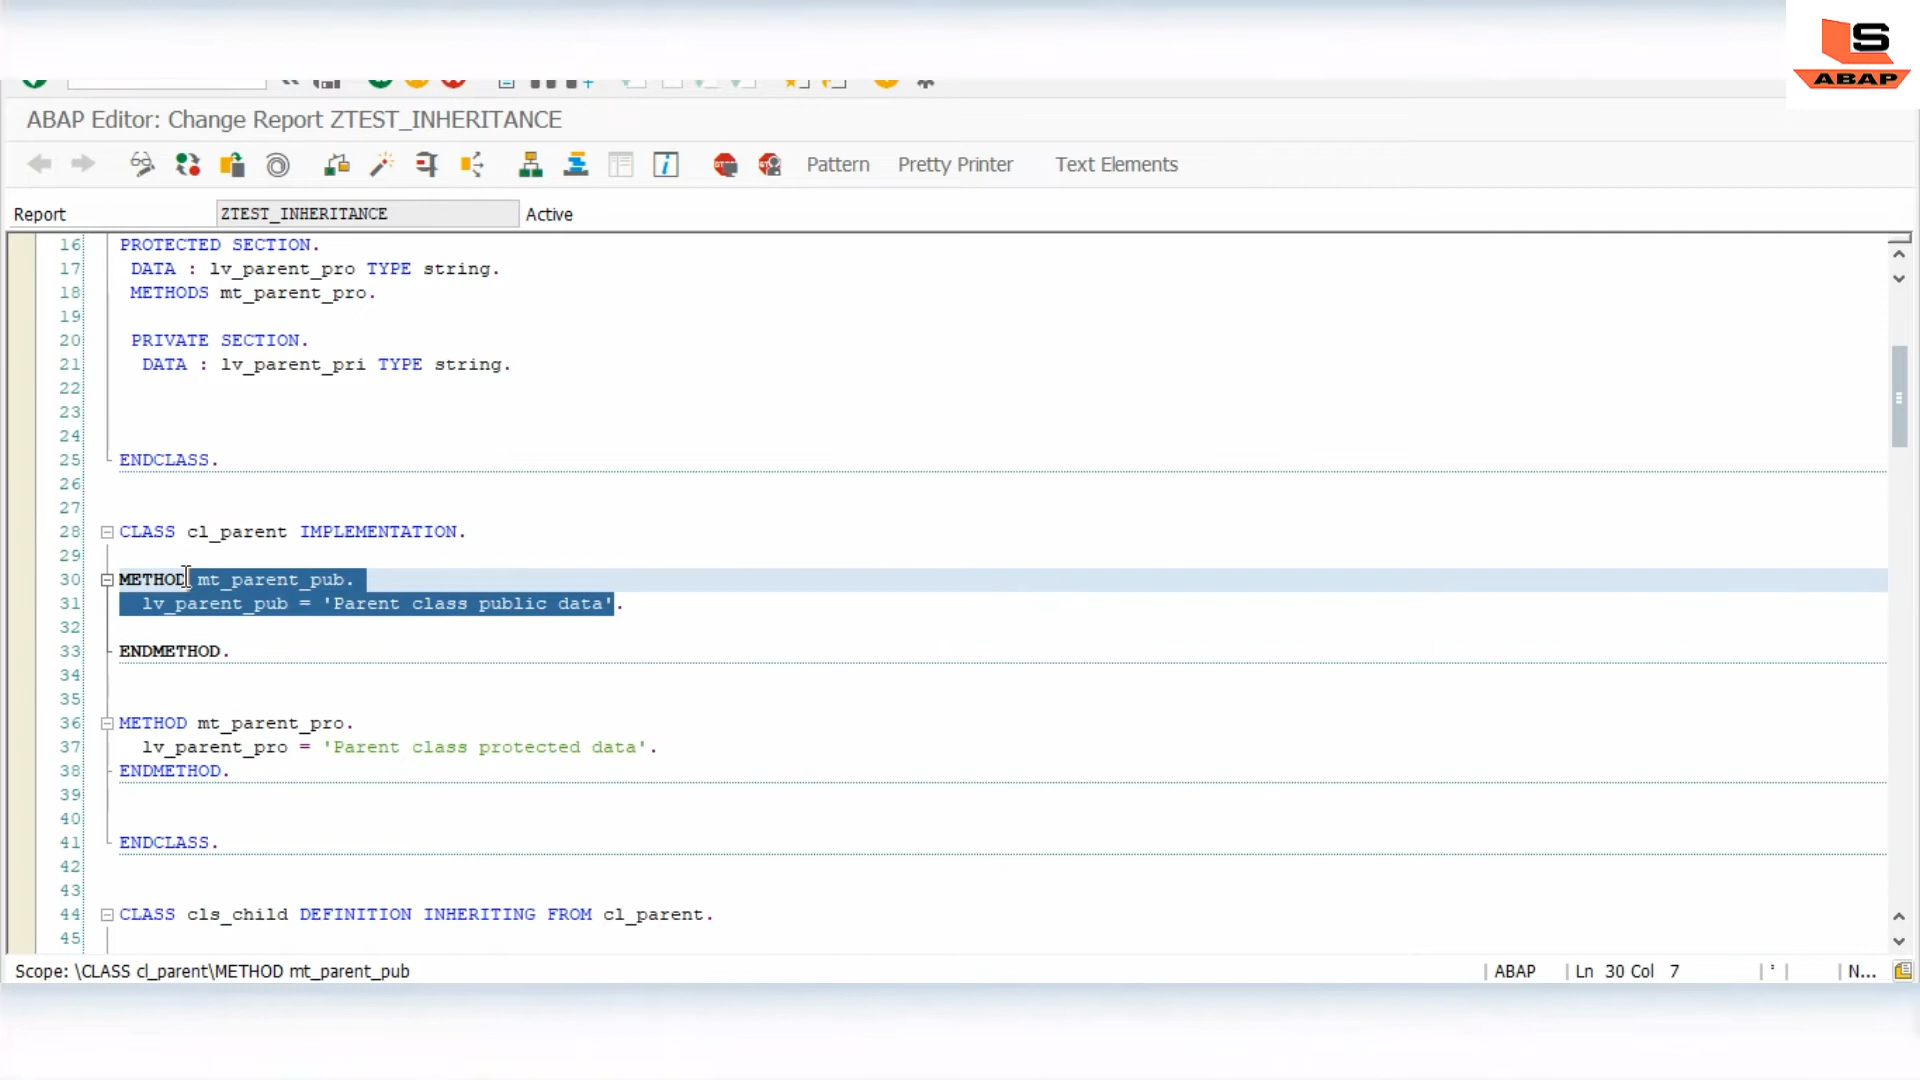 S
ABAP
ABAP Editor: Change Report ZTEST_INHERITANCE
Pattern Pretty Printer Text Elements
Report ZTEST_INHERITANCE Active
16 PROTECTED SECTION.
17 DATA : lv_parent_pro TYPE string.
18 METHODS mt_parent_pro.
19
20 PRIVATE SECTION.
21 DATA : lv_parent_pri TYPE string.
22
23
24
25 ENDCLASS.
26
27
28 CLASS cl_parent IMPLEMENTATION.
29
30 METHOD mt_parent_pub.
31 lv_parent_pub = 'Parent class public data'.
32
33 ENDMETHOD.
34
35
36 METHOD mt_parent_pro.
37 lv_parent_pro = 'Parent class protected data'.
38 ENDMETHOD.
39
40
41 ENDCLASS.
42
43
44 CLASS cls_child DEFINITION INHERITING FROM cl_parent.
45
Scope: \CLASS cl_parent\METHOD mt_parent_pub ABAP Ln 30 Col 7 N...